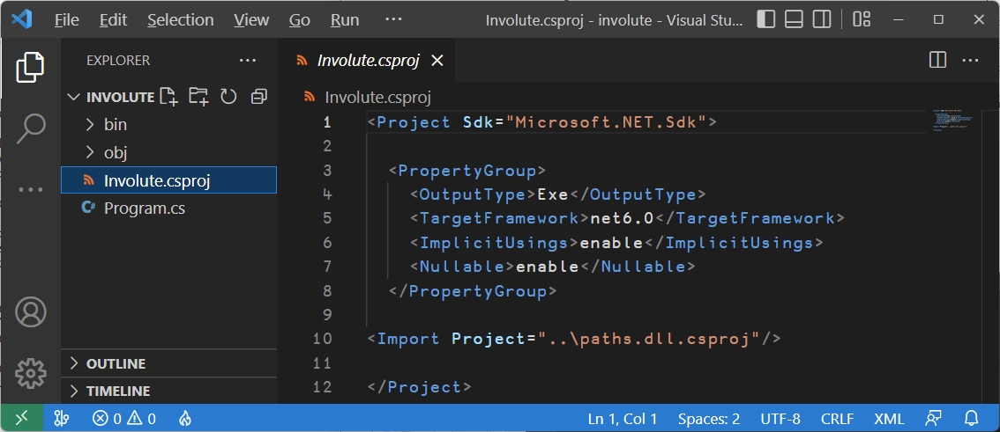 File Edit Selection View Go Run ··· Involute.csproj - involute - Visual Stu...
EXPLORER ···
INVOLUTE
bin
obj
Involute.csproj
C# Program.cs
OUTLINE
TIMELINE
Involute.csproj ···
Involute.csproj
1 <Project Sdk="Microsoft.NET.Sdk">
2
3 <PropertyGroup>
4 <OutputType>Exe</OutputType>
5 <TargetFramework>net6.0</TargetFramework>
6 <ImplicitUsings>enable</ImplicitUsings>
7 <Nullable>enable</Nullable>
8 </PropertyGroup>
9
10 <Import Project="..\paths.dll.csproj"/>
11
12 </Project>
0 0 Ln 1, Col 1 Spaces: 2 UTF-8 CRLF XML